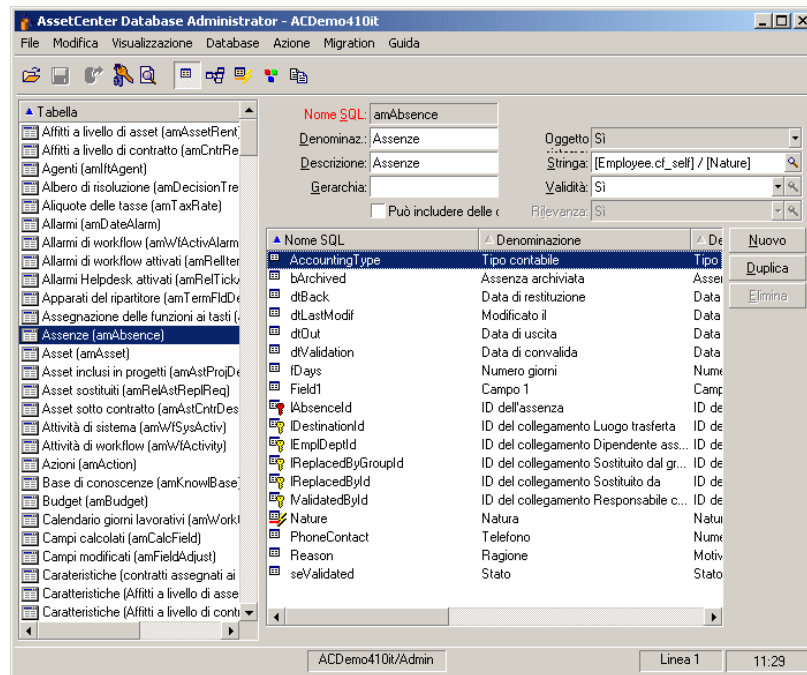 AssetCenter Database Administrator - ACDemo410it
File Modifica Visualizzazione Database Azione Migration Guida
Tabella
Affitti a livello di asset (amAssetRent
Affitti a livello di contratto (amCntrRe
Agenti (amIftAgent)
Albero di risoluzione (amDecisionTre
Aliquote delle tasse (amTaxRate)
Allarmi (amDateAlarm)
Allarmi di workflow (amWfActivAlarm
Allarmi di workflow attivati (amRelIter
Allarmi Helpdesk attivati (amRelTick
Apparati del ripartitore (amTermFldDe
Assegnazione delle funzioni ai tasti (
Assenze (amAbsence)
Asset (amAsset)
Asset inclusi in progetti (amAstProjDe
Asset sostituiti (amRelAstReplReq)
Asset sotto contratto (amAstCntrDes
Attività di sistema (amWfSysActiv)
Attività di workflow (amWfActivity)
Azioni (amAction)
Base di conoscenze (amKnowlBase)
Budget (amBudget)
Calendario giorni lavorativi (amWorkl
Campi calcolati (amCalcField)
Campi modificati (amFieldAdjust)
Carateristiche (contratti assegnati ai
Caratteristiche (Affitti a livello di asse
Caratteristiche (Affitti a livello di contr
Nome SQL: amAbsence
Denominaz.: Assenze
Oggetto Sì
Descrizione: Assenze
Stringa: [Employee.cf_self] / [Nature]
Gerarchia:
Validità: Sì
Può includere delle c
Rilevanza: Sì
Nome SQL Denominazione De
AccountingType Tipo contabile Tipo
bArchived Assenza archiviata Asser
dtBack Data di restituzione Data
dtLastModif Modificato il Data
dtOut Data di uscita Data
dtValidation Data di convalida Data
fDays Numero giorni Nume
Field1 Campo 1 Camp
lAbsenceId ID dell'assenza ID de
lDestinationId ID del collegamento Luogo trasferta ID de
lEmplDeptId ID del collegamento Dipendente ass... ID de
lReplacedByGroupId ID del collegamento Sostituito dal gr... ID de
lReplacedById ID del collegamento Sostituito da ID de
lValidatedById ID del collegamento Responsabile c... ID de
Nature Natura Natur
PhoneContact Telefono Nume
Reason Ragione Motiv
seValidated Stato Stato
Nuovo
Duplica
Elimina
ACDemo410it/Admin Linea 1 11:29